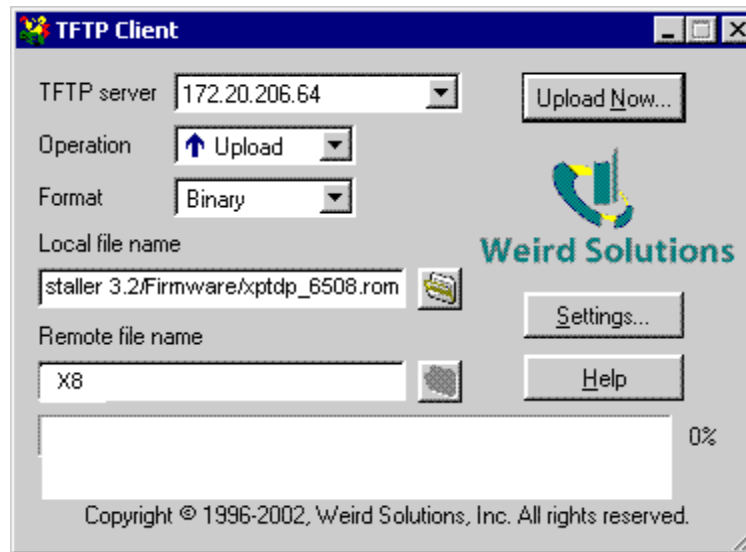 TFTP Client
TFTP server 172.20.206.64
Upload Now...
Operation Upload
Format Binary
Weird Solutions
Local file name
staller 3.2/Firmware/xptdp_6508.rom
Settings...
Remote file name
X8
Help
0%
Copyright © 1996-2002, Weird Solutions, Inc. All rights reserved.